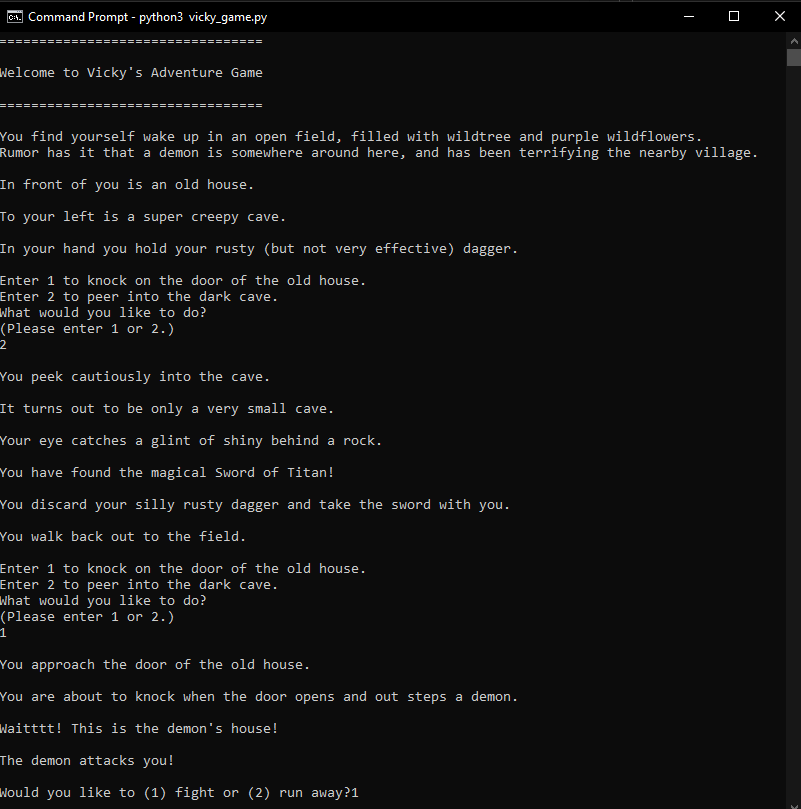 Command Prompt - python3 vicky_game.py
=================================
Welcome to Vicky's Adventure Game
=================================
You find yourself wake up in an open field, filled with wildtree and purple wildflowers.
Rumor has it that a demon is somewhere around here, and has been terrifying the nearby village.
In front of you is an old house.
To your left is a super creepy cave.
In your hand you hold your rusty (but not very effective) dagger.
Enter 1 to knock on the door of the old house.
Enter 2 to peer into the dark cave.
What would you like to do?
(Please enter 1 or 2.)
2
You peek cautiously into the cave.
It turns out to be only a very small cave.
Your eye catches a glint of shiny behind a rock.
You have found the magical Sword of Titan!
You discard your silly rusty dagger and take the sword with you.
You walk back out to the field.
Enter 1 to knock on the door of the old house.
Enter 2 to peer into the dark cave.
What would you like to do?
(Please enter 1 or 2.)
1
You approach the door of the old house.
You are about to knock when the door opens and out steps a demon.
Waitttt! This is the demon's house!
The demon attacks you!
Would you like to (1) fight or (2) run away?1